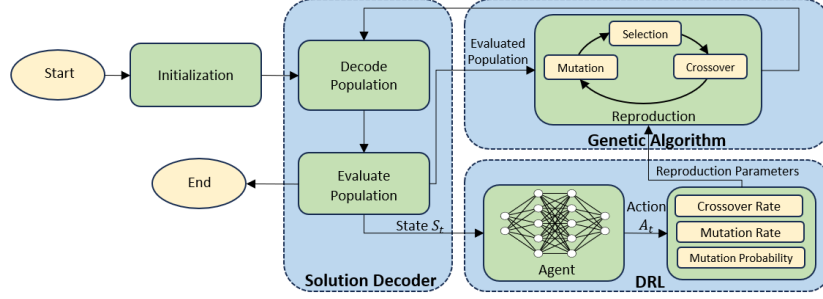 Start
Initialization
Decode
Population
Evaluate
Population
End
Solution Decoder
Evaluated
Population
Selection
Mutation
Crossover
Reproduction
Genetic Algorithm
Reproduction Parameters
State S_t
Agent
Action
A_t
Crossover Rate
Mutation Rate
Mutation Probability
DRL